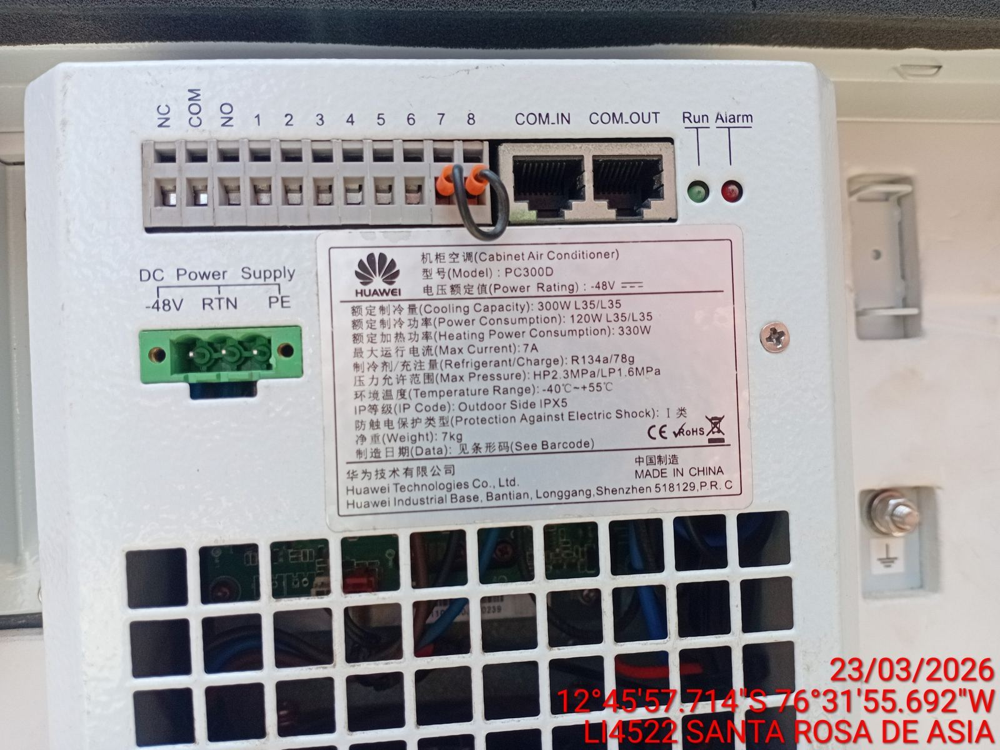 NC COM NO 1 2 3 4 5 6 7 8 COM_IN COM_OUT Run Alarm
DC Power Supply
-48V RTN PE
HUAWEI
机柜空调(Cabinet Air Conditioner)
型号(Model) : PC300D
电压额定值(Power Rating) : -48V
额定制冷量(Cooling Capacity): 300W L35/L35
额定制冷功率(Power Consumption): 120W L35/L35
额定加热功率(Heating Power Consumption): 330W
最大运行电流(Max Current): 7A
制冷剂/充注量(Refrigerant/Charge): R134a/78g
压力允许范围(Max Pressure): HP2.3MPa/LP1.6MPa
环境温度(Temperature Range): -40℃~+55℃
IP等级(IP Code): Outdoor Side IPX5
防触电保护类型(Protection Against Electric Shock): I 类
净重(Weight): 7kg
CE RoHS
制造日期(Data): 见条形码(See Barcode)
华为技术有限公司
中国制造
Huawei Technologies Co., Ltd.
MADE IN CHINA
Huawei Industrial Base, Bantian, Longgang,Shenzhen 518129,P.R. C
0239
23/03/2026
12°45'57.714"S 76°31'55.692"W
LI4522 SANTA ROSA DE ASIA